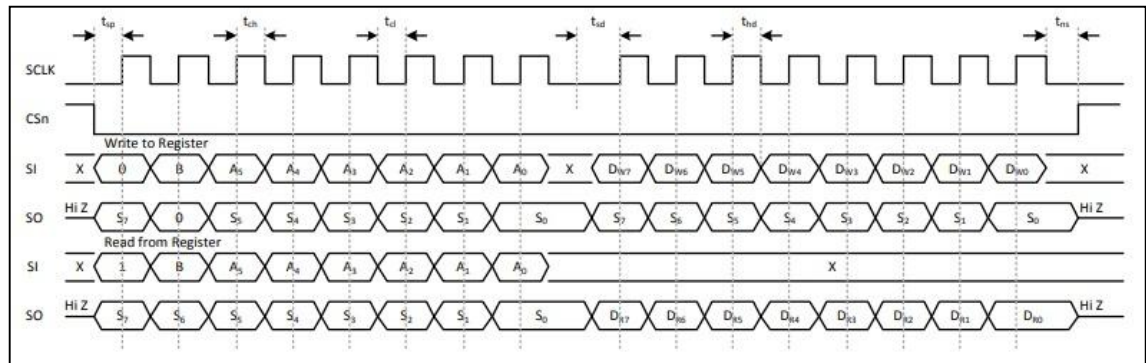 tsp tch tcl tsd thd tns
SCLK
CSn
Write to Register
SI X 0 B A5 A4 A3 A2 A1 A0 X DW7 DW6 DW5 DW4 DW3 DW2 DW1 DW0 X
SO Hi Z S7 0 S5 S4 S3 S2 S1 S0 S7 S6 S5 S4 S3 S2 S1 S0 Hi Z
Read from Register
SI X 1 B A5 A4 A3 A2 A1 A0 X
SO Hi Z S7 S6 S5 S4 S3 S2 S1 S0 DR7 DR6 DR5 DR4 DR3 DR2 DR1 DR0 Hi Z